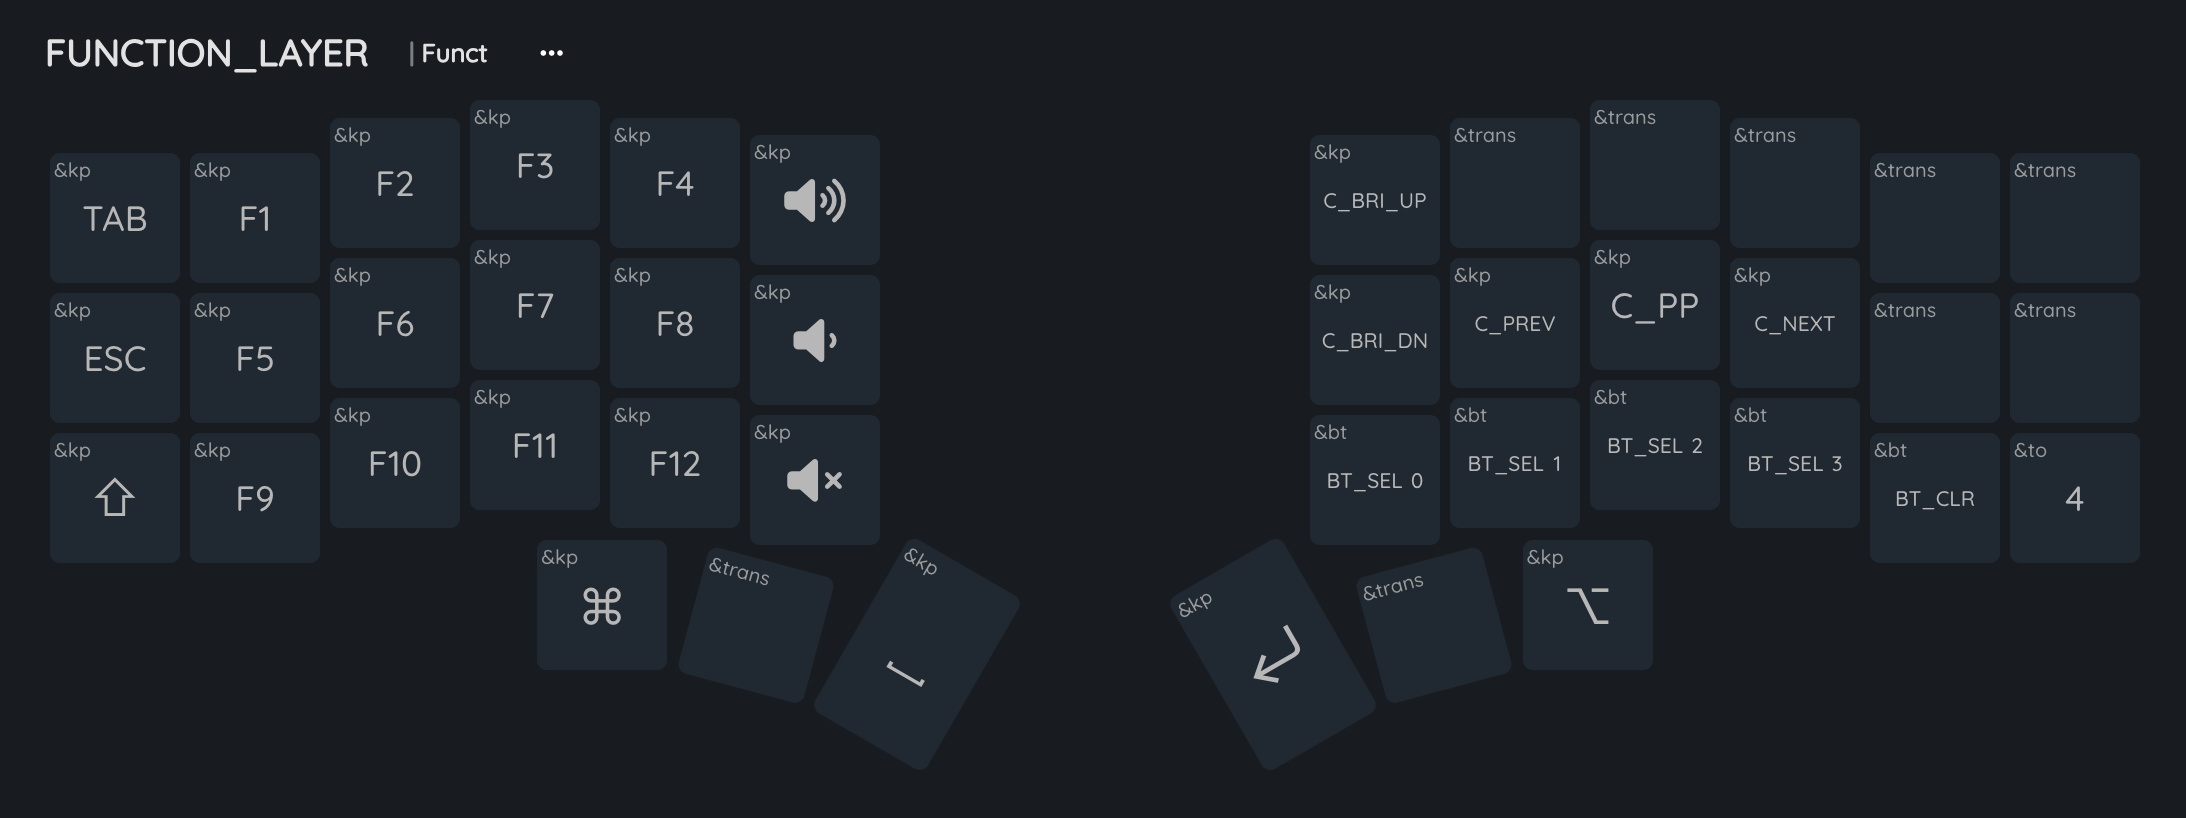 FUNCTION_LAYER | Funct ...
&kp &kp &kp &kp &kp &kp &kp &trans &trans &trans &trans &trans
TAB F1 F2 F3 F4 C_BRI_UP
&kp &kp &kp &kp &kp &kp &kp &kp &kp &kp &trans &trans
ESC F5 F6 F7 F8 C_BRI_DN C_PREV C_PP C_NEXT
&kp &kp &kp &kp &kp &kp &bt &bt &bt &bt &bt &to
F9 F10 F11 F12 BT_SEL 0 BT_SEL 1 BT_SEL 2 BT_SEL 3 BT_CLR 4
&kp &trans &kp &kp &trans &kp
⌘ ⌥